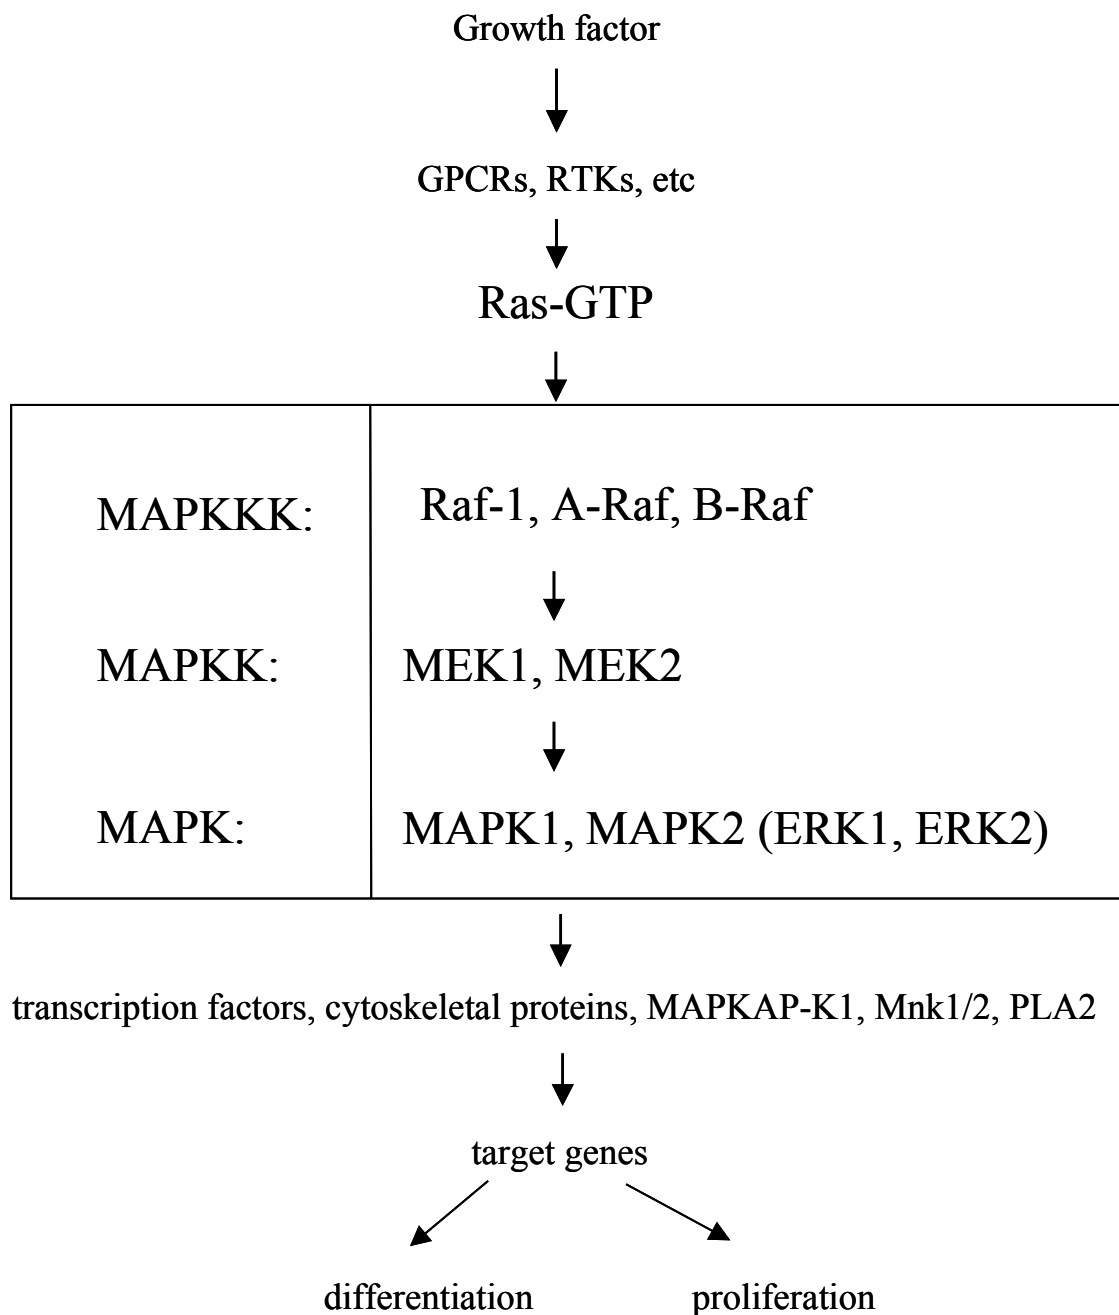 Growth factor
GPCRs, RTKs, etc
Ras-GTP
MAPKKK: Raf-1, A-Raf, B-Raf
MAPKK: MEK1, MEK2
MAPK: MAPK1, MAPK2 (ERK1, ERK2)
transcription factors, cytoskeletal proteins, MAPKAP-K1, Mnk1/2, PLA2
target genes
differentiation proliferation